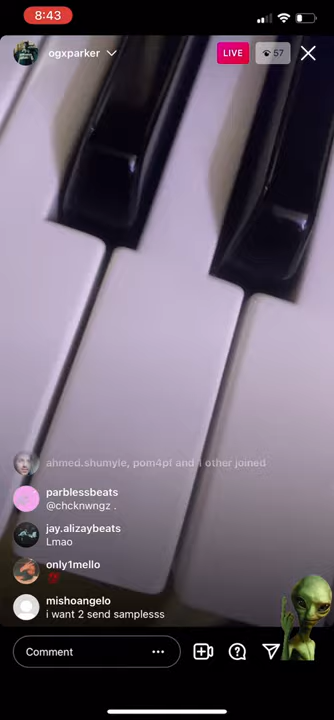 8:43
ogxparker
LIVE
57
ahmed.shumyle, pom4pf and 1 other joined
parblessbeats
@chcknwngz .
jay.alizaybeats
Lmao
only1mello
mishoangelo
i want 2 send samplesss
Comment